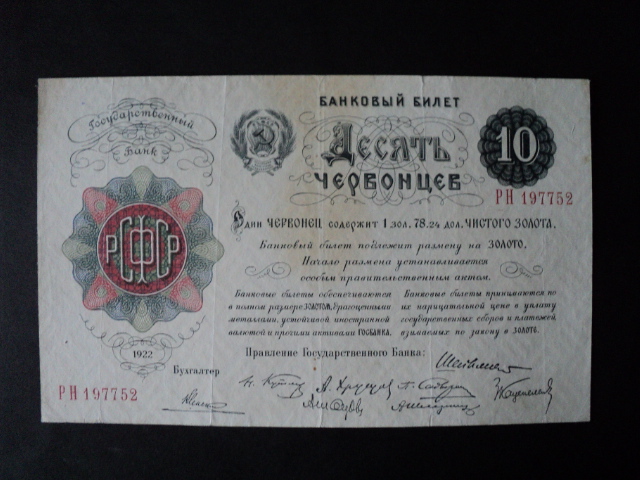 Государственный
Банк
РСФСР
1922
БАНКОВЫЙ БИЛЕТ
ДЕСЯТЬ
ЧЕРВОНЦЕВ
10
РН 197752
Один ЧЕРВОНЕЦ содержит 1 зол. 78.24 дол. ЧИСТОГО ЗОЛОТА.
Банковый билет подлежит размену на ЗОЛОТО.
Начало размена устанавливается
особым правительственным актом.
Банковые билеты обеспечиваются
в полном размере ЗОЛОТОМ, драгоценными
металлами, устойчивой иностранной
валютой и прочими активами ГОСБАНКА.
Банковые билеты принимаются по
их нарицательной цене в уплату
государственных сборов и платежей,
взимаемых по закону в ЗОЛОТЕ.
Правление Государственного Банка:
Бухгалтер
РН 197752